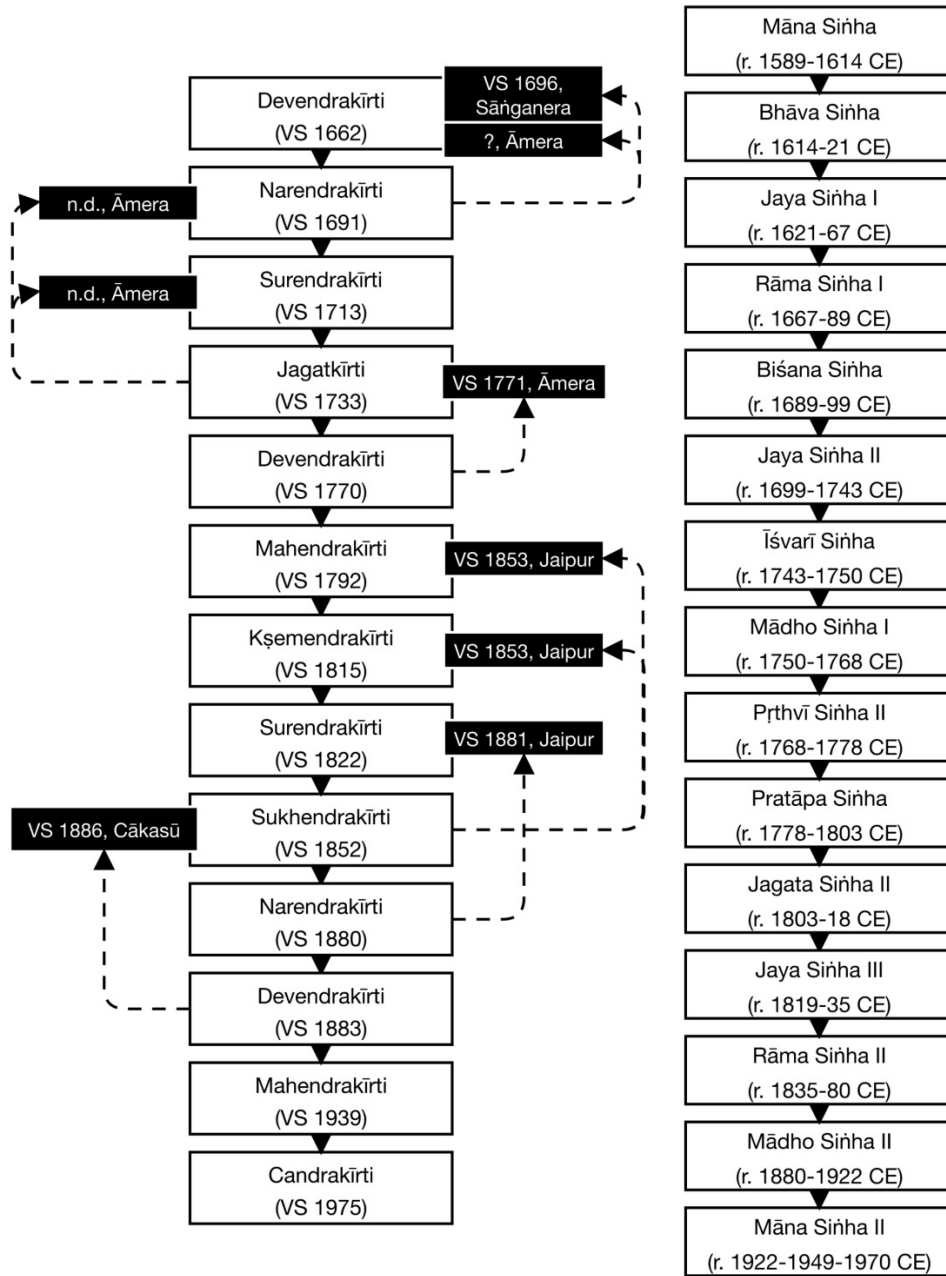 Devendrakīrti
(VS 1662)
VS 1696,
Sāṅganera
?, Āmera
n.d., Āmera
Narendrakīrti
(VS 1691)
n.d., Āmera
Surendrakīrti
(VS 1713)
Jagatkīrti
(VS 1733)
VS 1771, Āmera
Devendrakīrti
(VS 1770)
Mahendrakīrti
(VS 1792)
VS 1853, Jaipur
Kṣemendrakīrti
(VS 1815)
VS 1853, Jaipur
Surendrakīrti
(VS 1822)
VS 1881, Jaipur
VS 1886, Cākasū
Sukhendrakīrti
(VS 1852)
Narendrakīrti
(VS 1880)
Devendrakīrti
(VS 1883)
Mahendrakīrti
(VS 1939)
Candrakīrti
(VS 1975)
Māna Siṅha
(r. 1589-1614 CE)
Bhāva Siṅha
(r. 1614-21 CE)
Jaya Siṅha I
(r. 1621-67 CE)
Rāma Siṅha I
(r. 1667-89 CE)
Biśana Siṅha
(r. 1689-99 CE)
Jaya Siṅha II
(r. 1699-1743 CE)
Īśvarī Siṅha
(r. 1743-1750 CE)
Mādho Siṅha I
(r. 1750-1768 CE)
Pṛthvī Siṅha II
(r. 1768-1778 CE)
Pratāpa Siṅha
(r. 1778-1803 CE)
Jagata Siṅha II
(r. 1803-18 CE)
Jaya Siṅha III
(r. 1819-35 CE)
Rāma Siṅha II
(r. 1835-80 CE)
Mādho Siṅha II
(r. 1880-1922 CE)
Māna Siṅha II
(r. 1922-1949-1970 CE)